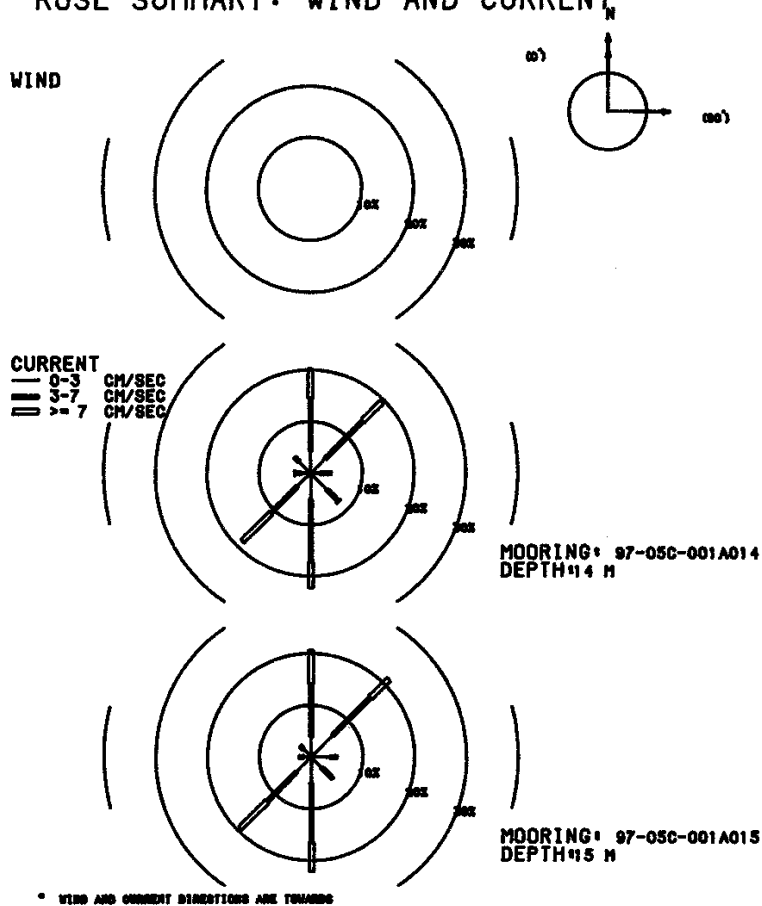 ROSE SUMMARY: WIND AND CURRENT
N
(0°)
WIND
(90°)
10%
20%
30%
CURRENT
0-3 CM/SEC
3-7 CM/SEC
>= 7 CM/SEC
10%
20%
30%
MOORING: 97-05C-001A014
DEPTH:14 M
10%
20%
30%
MOORING: 97-05C-001A015
DEPTH:15 M
* WIND AND CURRENT DIRECTIONS ARE TOWARDS